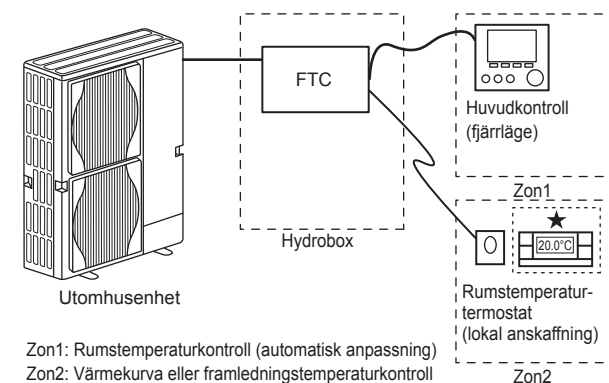 FTC
Huvudkontroll
(fjärrläge)
Zon1
Hydrobox
20.0°C
Utomhusenhet
Rumstemperatur-
termostat
(lokal anskaffning)
Zon1: Rumstemperaturkontroll (automatisk anpassning)
Zon2: Värmekurva eller framledningstemperaturkontroll
Zon2